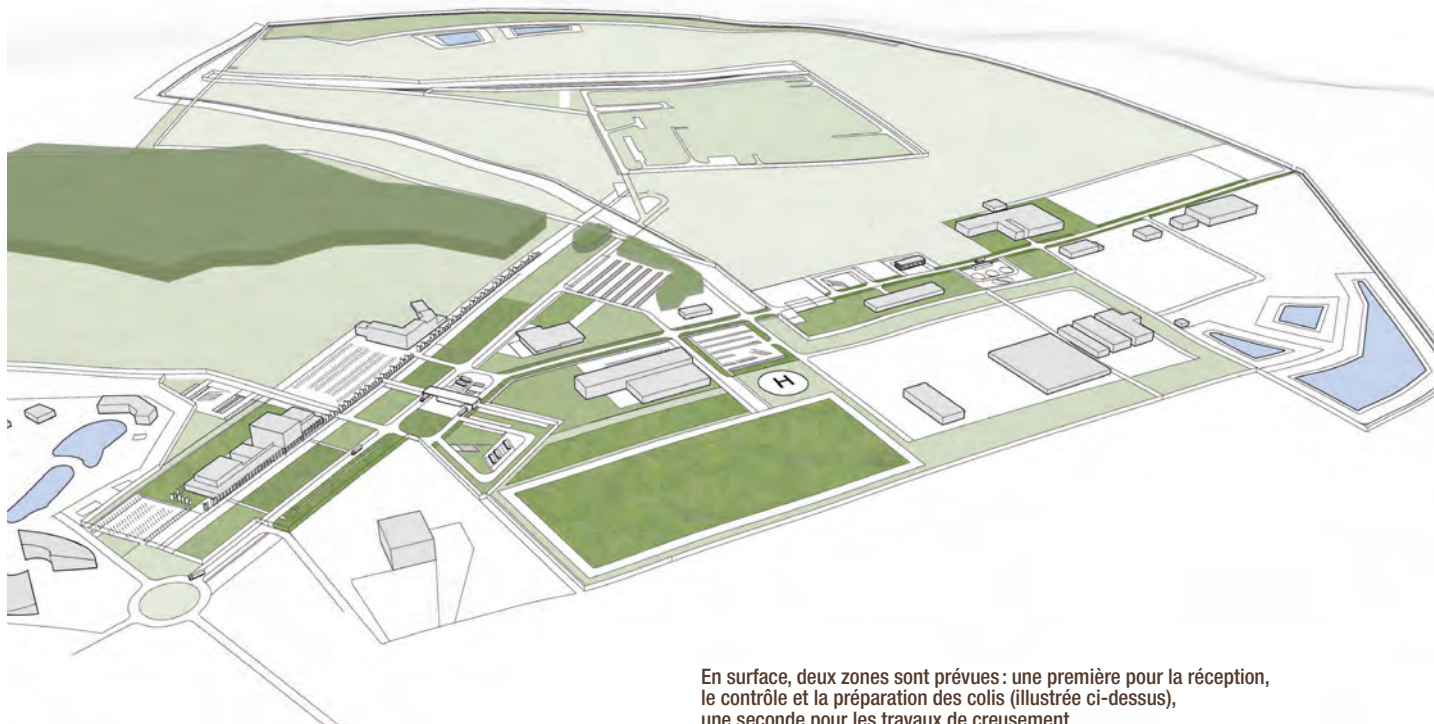 H
En surface, deux zones sont prévues : une première pour la réception,
le contrôle et la préparation des colis (illustrée ci-dessus),
une seconde pour les travaux de creusement